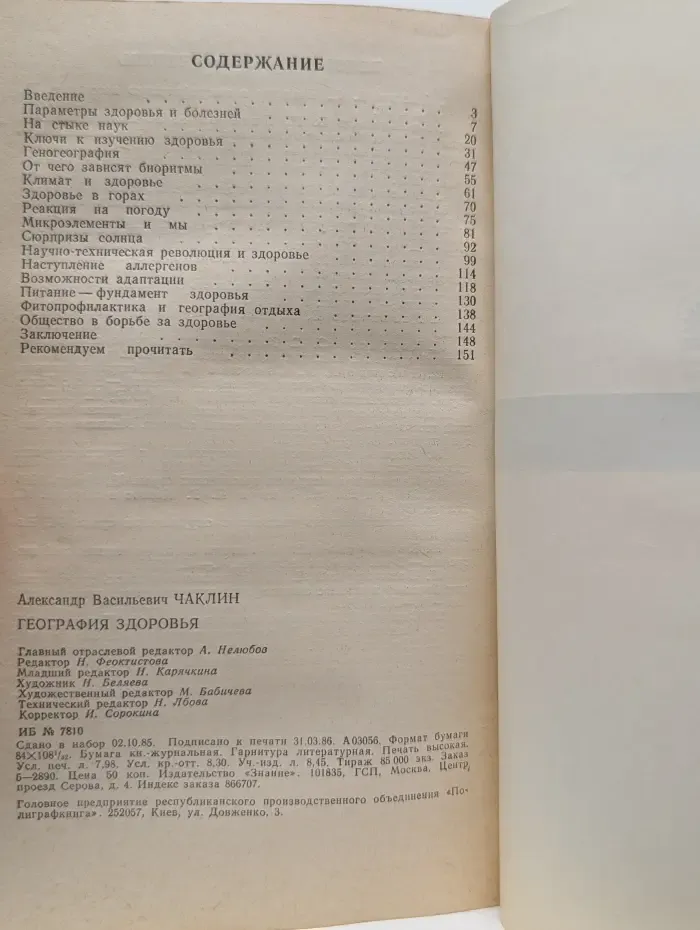 СОДЕРЖАНИЕ
Введение . . . . . . . . . . . . . 3
Параметры здоровья и болезней . . . . . . . . 7
На стыке наук . . . . . . . . . . . . 20
Ключи к изучению здоровья . . . . . . . . . 31
Геногеография . . . . . . . . . . . . 47
От чего зависят биоритмы . . . . . . . . . 55
Климат и здоровье . . . . . . . . . . . 61
Здоровье в горах . . . . . . . . . . . 70
Реакция на погоду . . . . . . . . . . . 75
Микроэлементы и мы . . . . . . . . . . 81
Сюрпризы солнца . . . . . . . . . . . 92
Научно-техническая революция и здоровье . . . . . 99
Наступление аллергенов . . . . . . . . . 114
Возможности адаптации . . . . . . . . . 118
Питание — фундамент здоровья . . . . . . . 130
Фитопрофилактика и география отдыха . . . . . 138
Общество в борьбе за здоровье . . . . . . . 144
Заключение . . . . . . . . . . . . 148
Рекомендуем прочитать . . . . . . . . . 151
Александр Васильевич ЧАКЛИН
ГЕОГРАФИЯ ЗДОРОВЬЯ
Главный отраслевой редактор А. Нелюбов
Редактор Н. Феоктистова
Младший редактор Н. Карячкина
Художник Н. Беляева
Художественный редактор М. Бабичева
Технический редактор Н. Лбова
Корректор И. Сорокина
ИБ № 7810
Сдано в набор 02.10.85. Подписано к печати 31.03.86. А03056. Формат бумаги
84×108¹/₃₂. Бумага кн.-журнальная. Гарнитура литературная. Печать высокая.
Усл. печ. л. 7,98. Усл. кр.-отт. 8,30. Уч.-изд. л. 8,45. Тираж 85 000 экз. Заказ
6—2890. Цена 50 коп. Издательство «Знание». 101835, ГСП, Москва, Центр,
проезд Серова, д. 4. Индекс заказа 866707.
Головное предприятие республиканского производственного объединения «По-
лиграфкнига». 252057, Киев, ул. Довженко, 3.